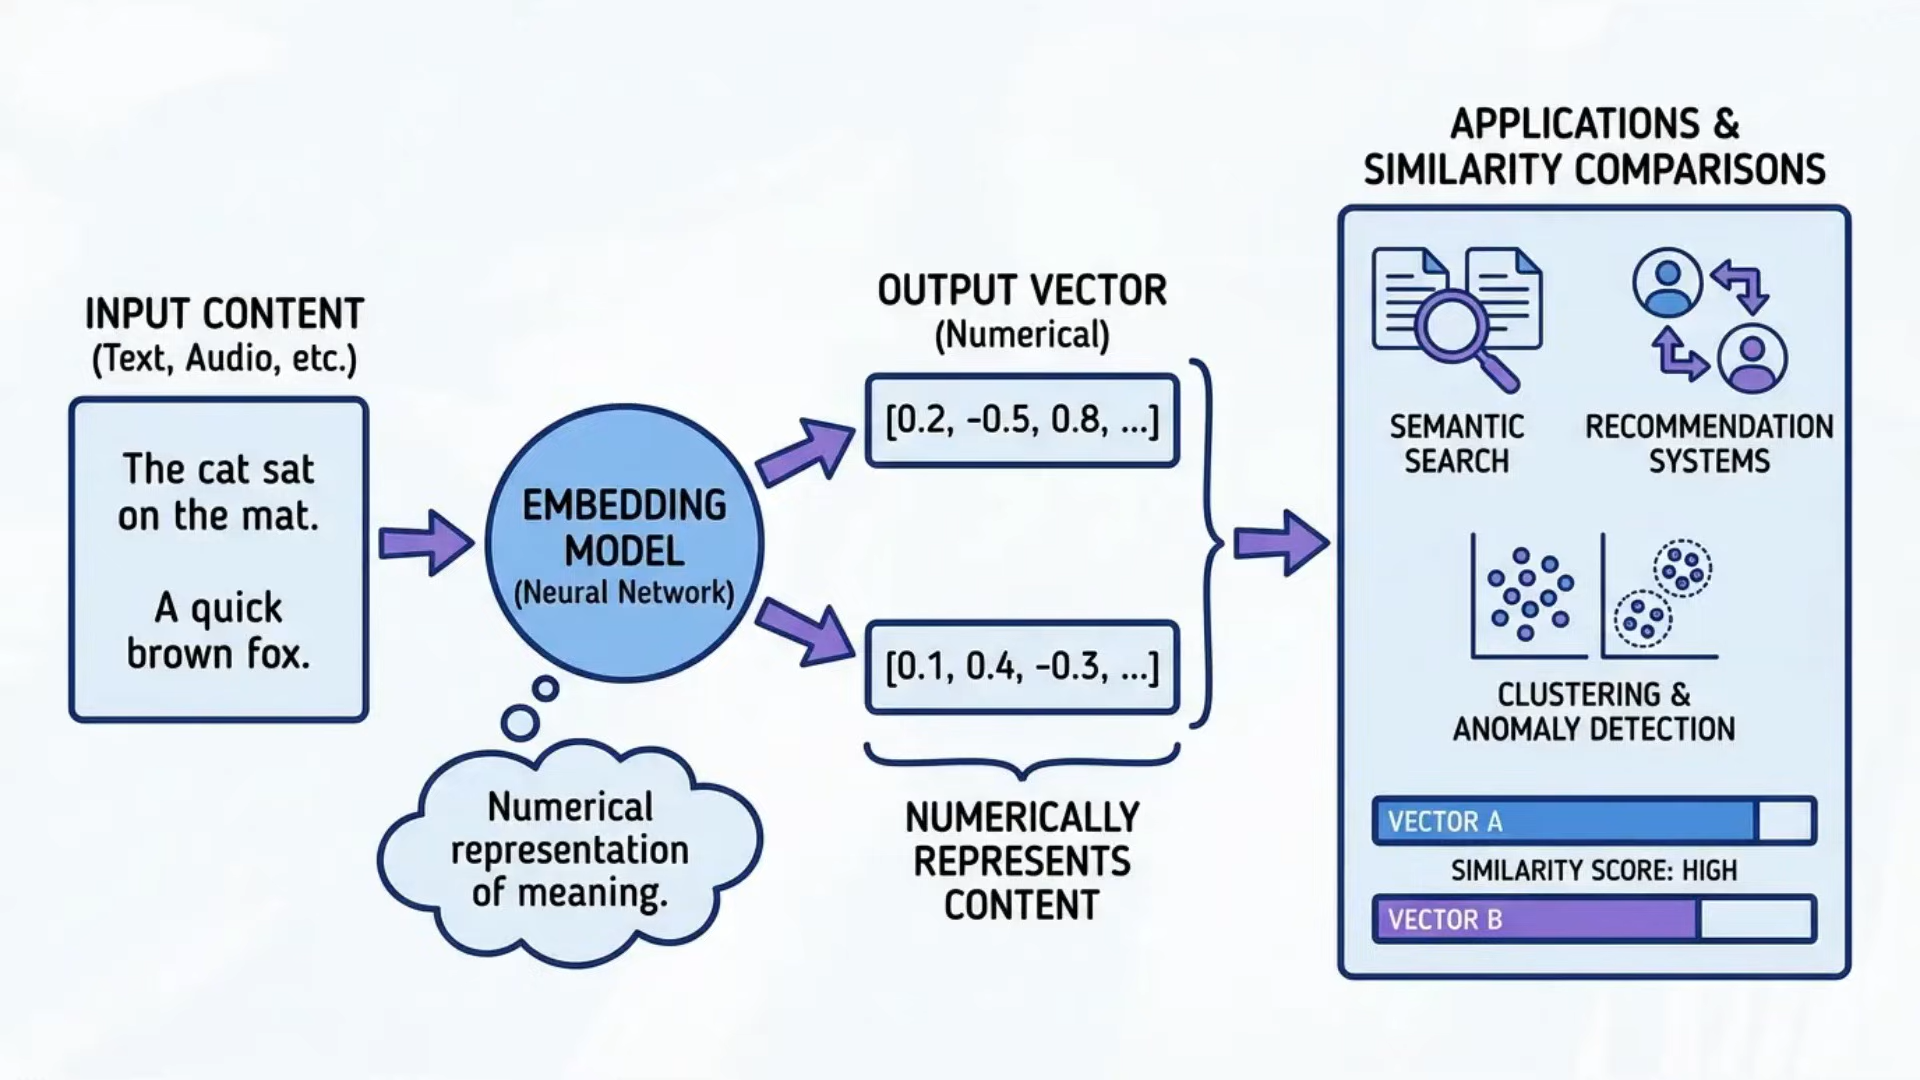 INPUT CONTENT
(Text, Audio, etc.)
The cat sat
on the mat.
A quick
brown fox.
EMBEDDING
MODEL
(Neural Network)
Numerical
representation
of meaning.
OUTPUT VECTOR
(Numerical)
[0.2, -0.5, 0.8, ...]
[0.1, 0.4, -0.3, ...]
NUMERICALLY
REPRESENTS
CONTENT
APPLICATIONS &
SIMILARITY COMPARISONS
SEMANTIC
SEARCH
RECOMMENDATION
SYSTEMS
CLUSTERING &
ANOMALY DETECTION
VECTOR A
SIMILARITY SCORE: HIGH
VECTOR B